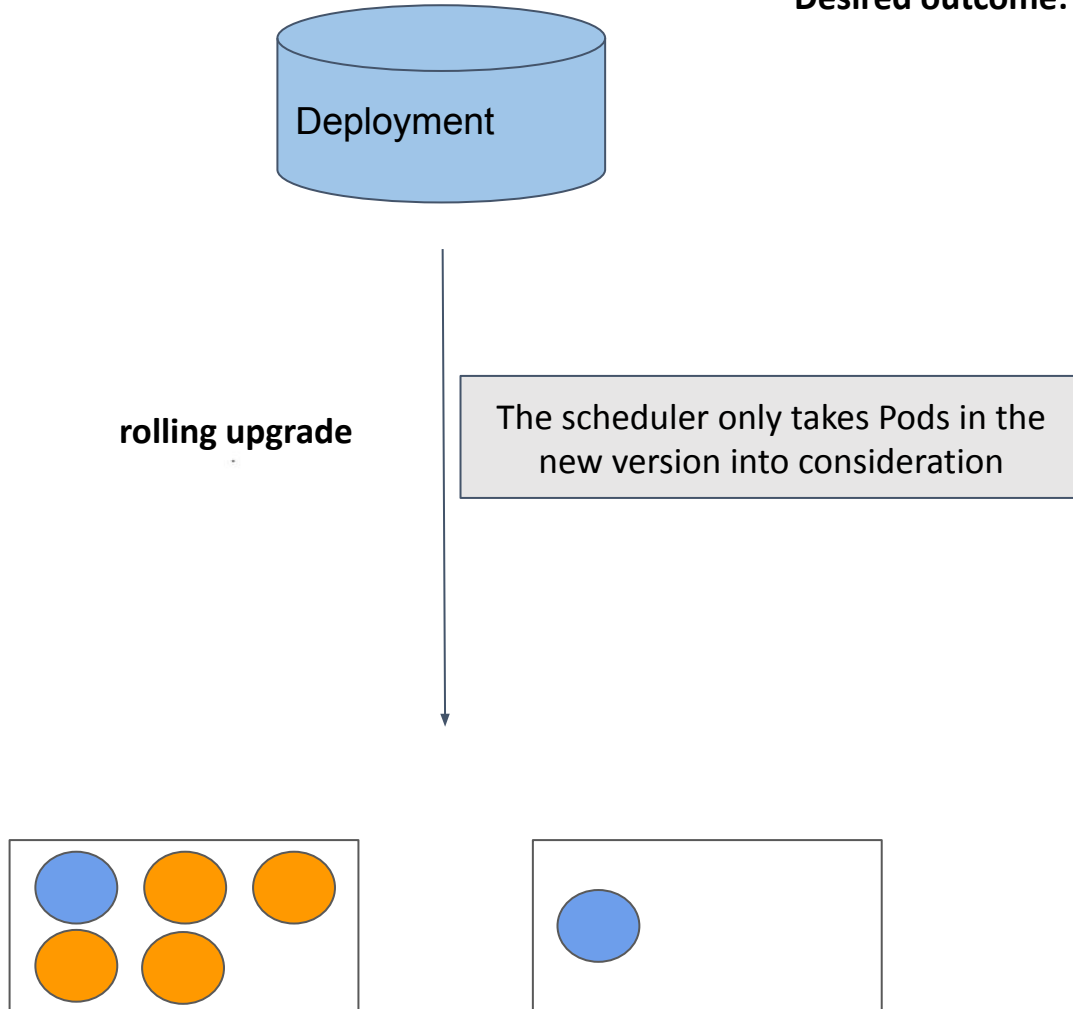 Desired outcome:
Deployment
rolling upgrade
The scheduler only takes Pods in the
new version into consideration